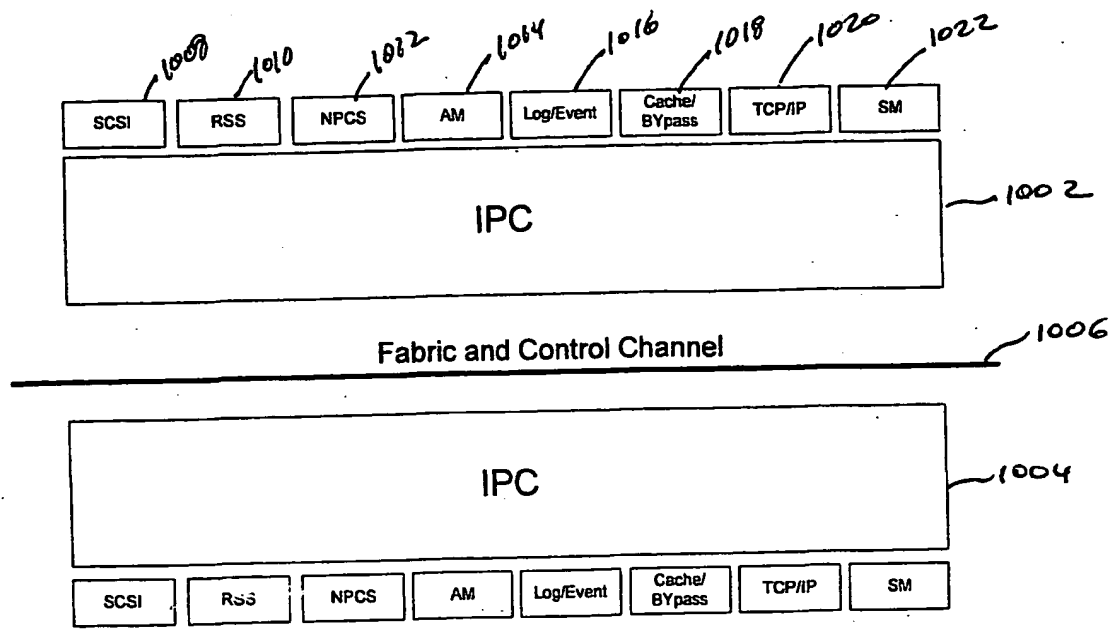 1008 1010 1012 1014 1016 1018 1020 1022
SCSI RSS NPCS AM Log/Event Cache/ BYpass TCP/IP SM
IPC
1002
Fabric and Control Channel
1006
IPC
1004
SCSI RSS NPCS AM Log/Event Cache/ BYpass TCP/IP SM